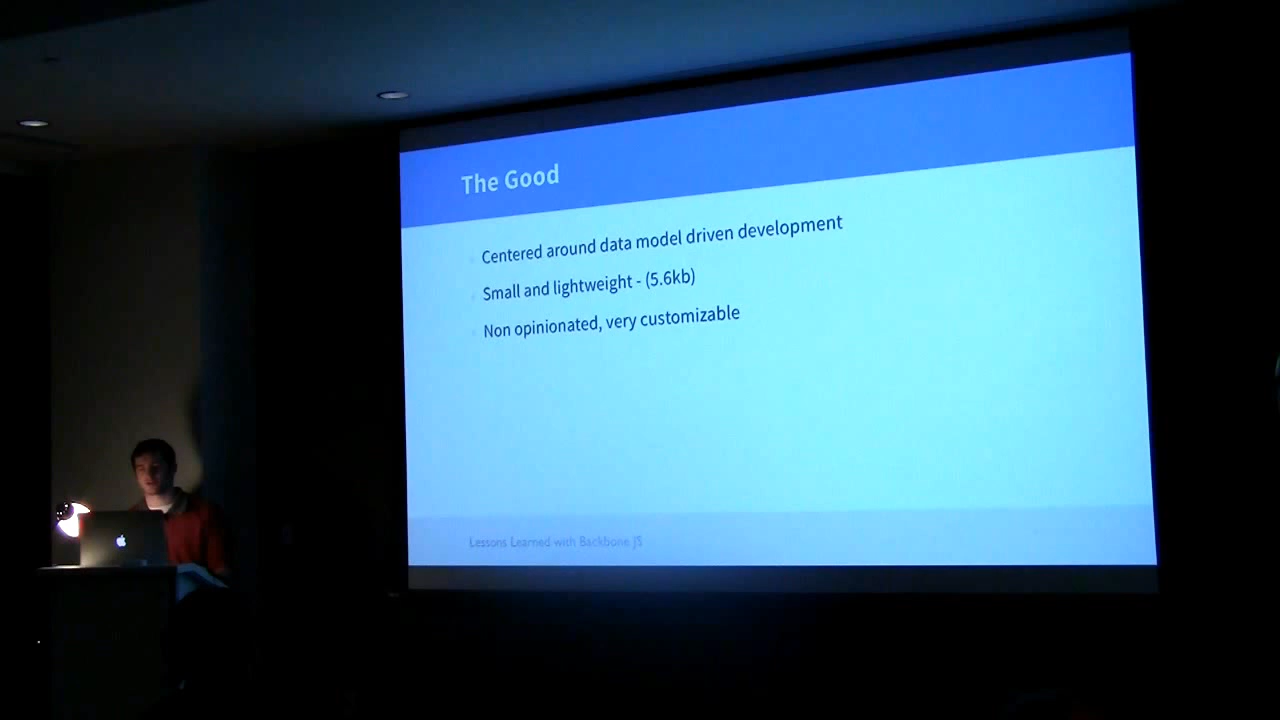 The Good
Centered around data model driven development
Small and lightweight - (5.6kb)
Non opinionated, very customizable
Lessons Learned with Backbone JS